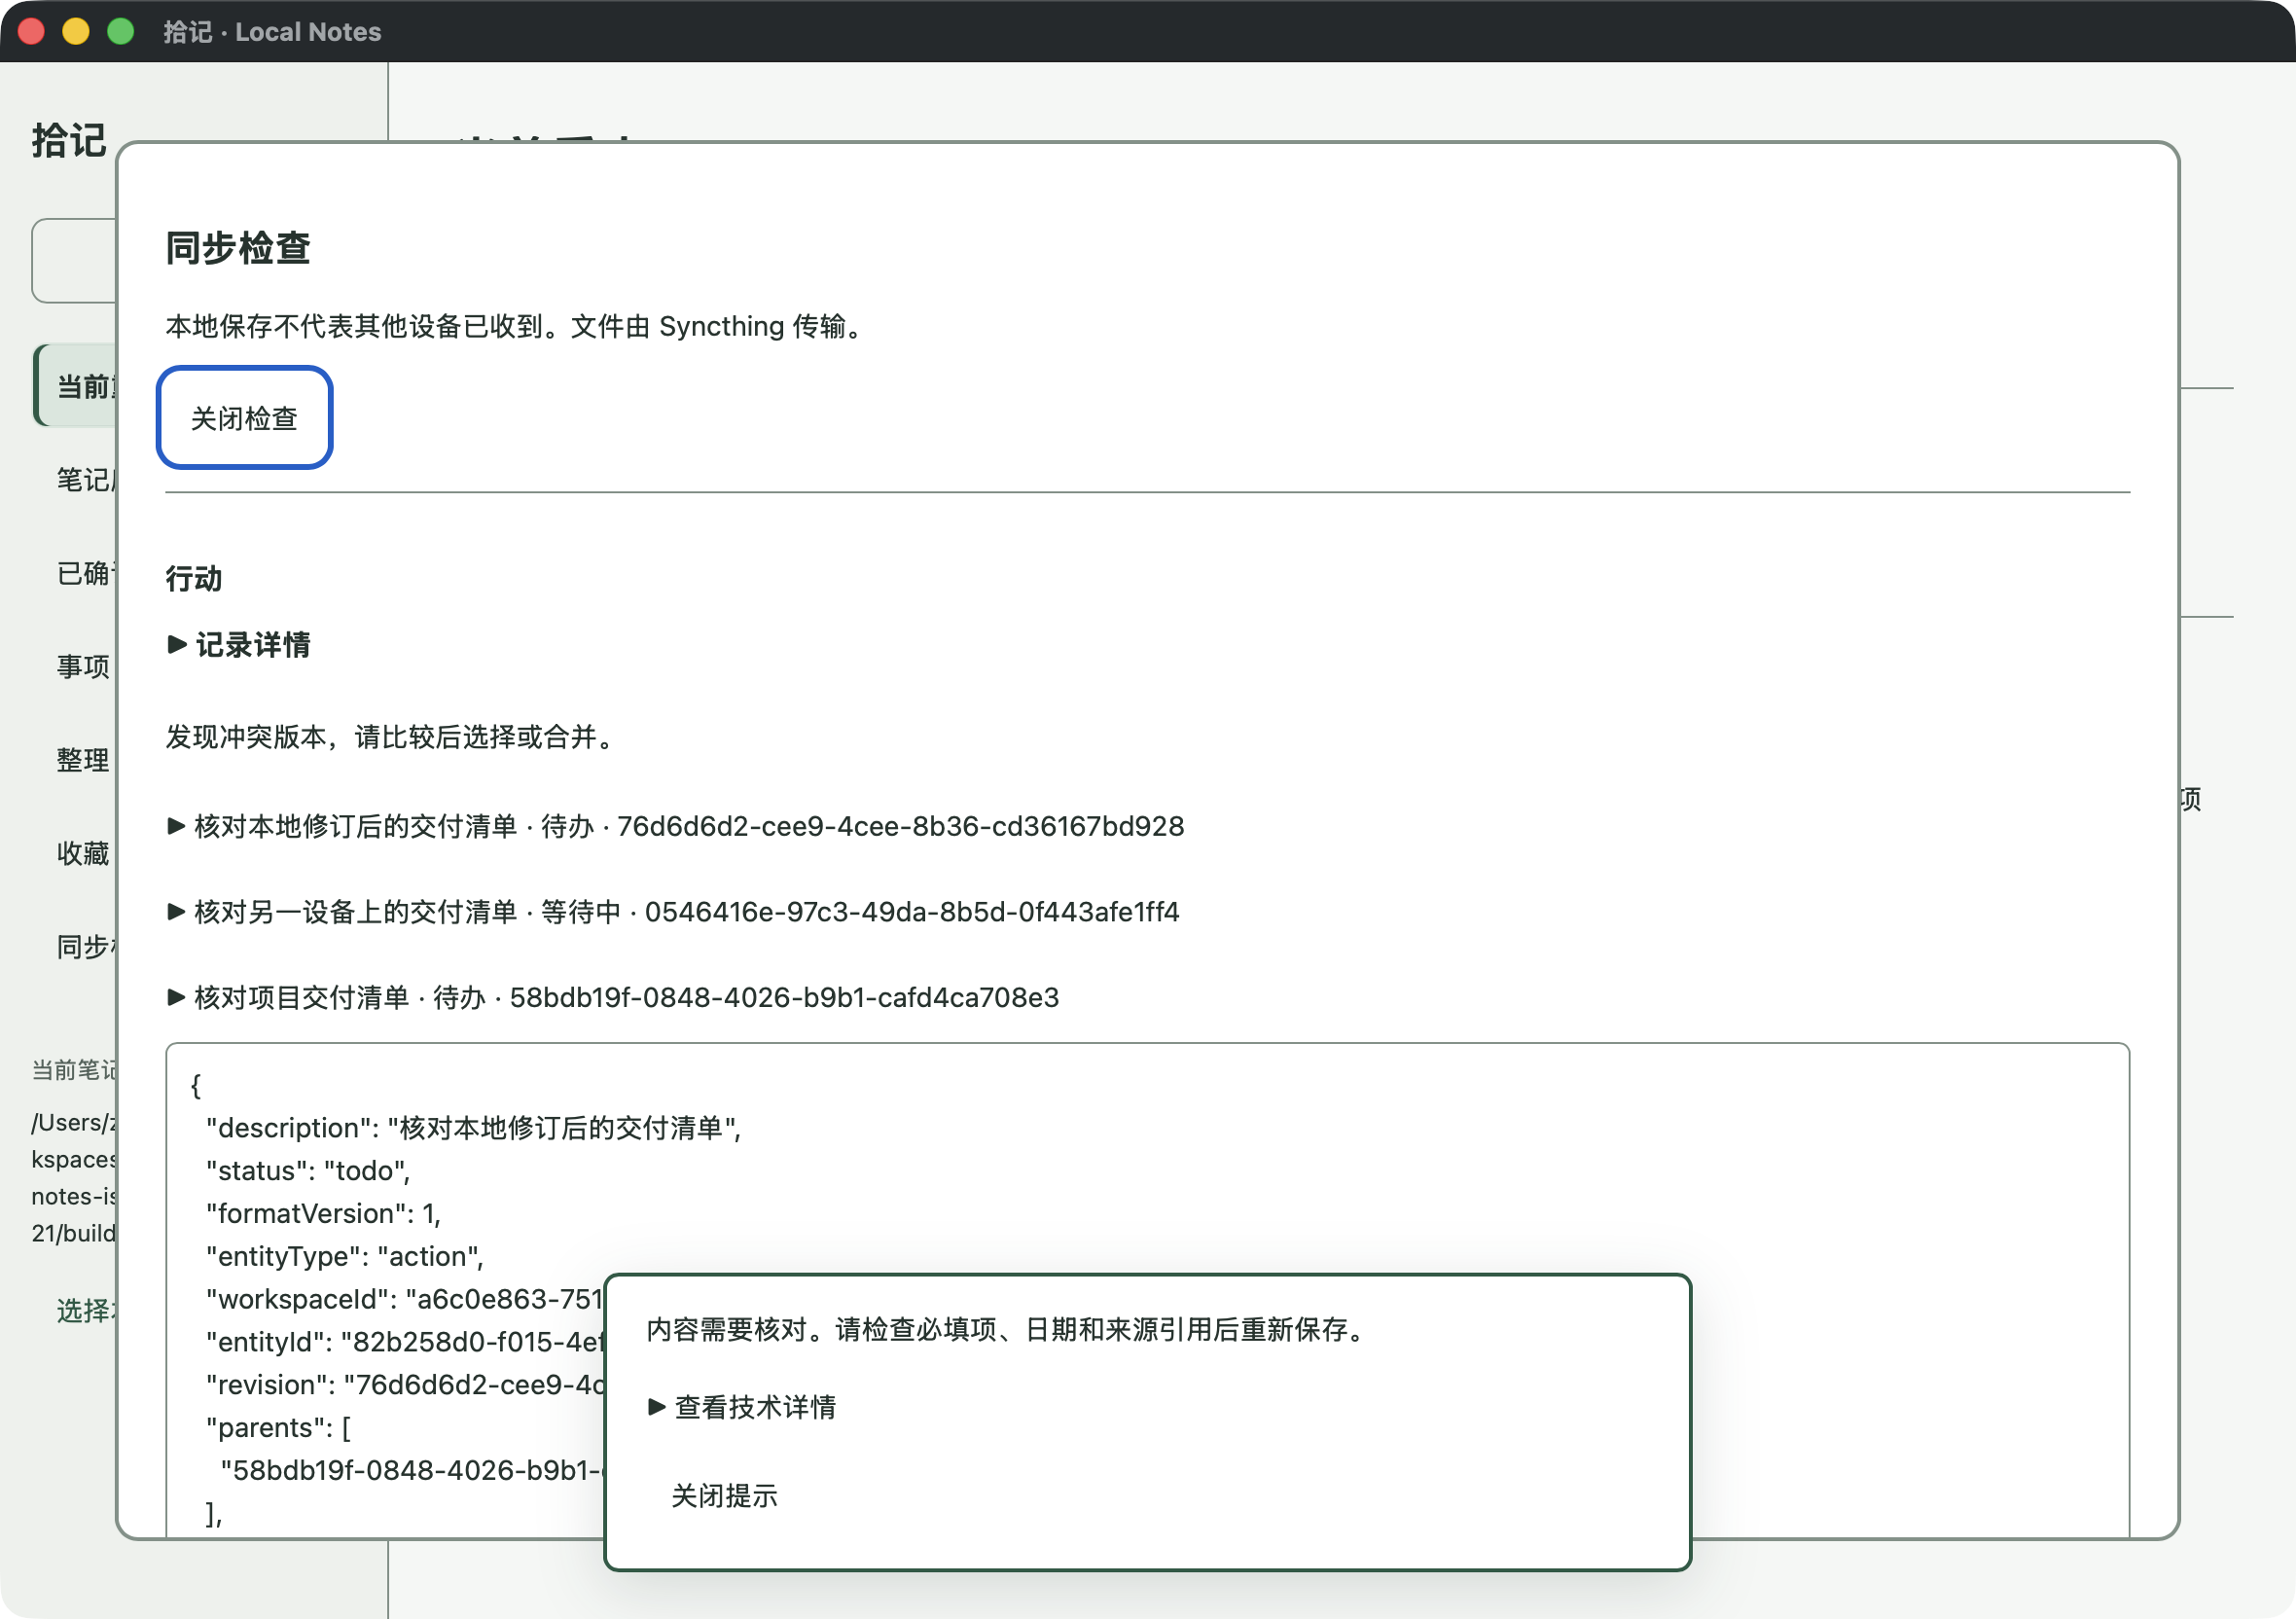 拾记 · Local Notes
拾记
同步检查
本地保存不代表其他设备已收到。文件由 Syncthing 传输。
关闭检查
当前
笔记
已确
事项
整理
收藏
同步
当前笔记
/Users/
kspaces
notes-is
21/build
选择
行动
▶ 记录详情
发现冲突版本，请比较后选择或合并。
▶ 核对本地修订后的交付清单 · 待办 · 76d6d6d2-cee9-4cee-8b36-cd36167bd928
▶ 核对另一设备上的交付清单 · 等待中 · 0546416e-97c3-49da-8b5d-0f443afe1ff4
▶ 核对项目交付清单 · 待办 · 58bdb19f-0848-4026-b9b1-cafd4ca708e3
{
"description": "核对本地修订后的交付清单",
"status": "todo",
"formatVersion": 1,
"entityType": "action",
"workspaceId": "a6c0e863-751
"entityId": "82b258d0-f015-4ef
"revision": "76d6d6d2-cee9-4c
"parents": [
"58bdb19f-0848-4026-b9b1-
],
项
内容需要核对。请检查必填项、日期和来源引用后重新保存。
▶ 查看技术详情
关闭提示